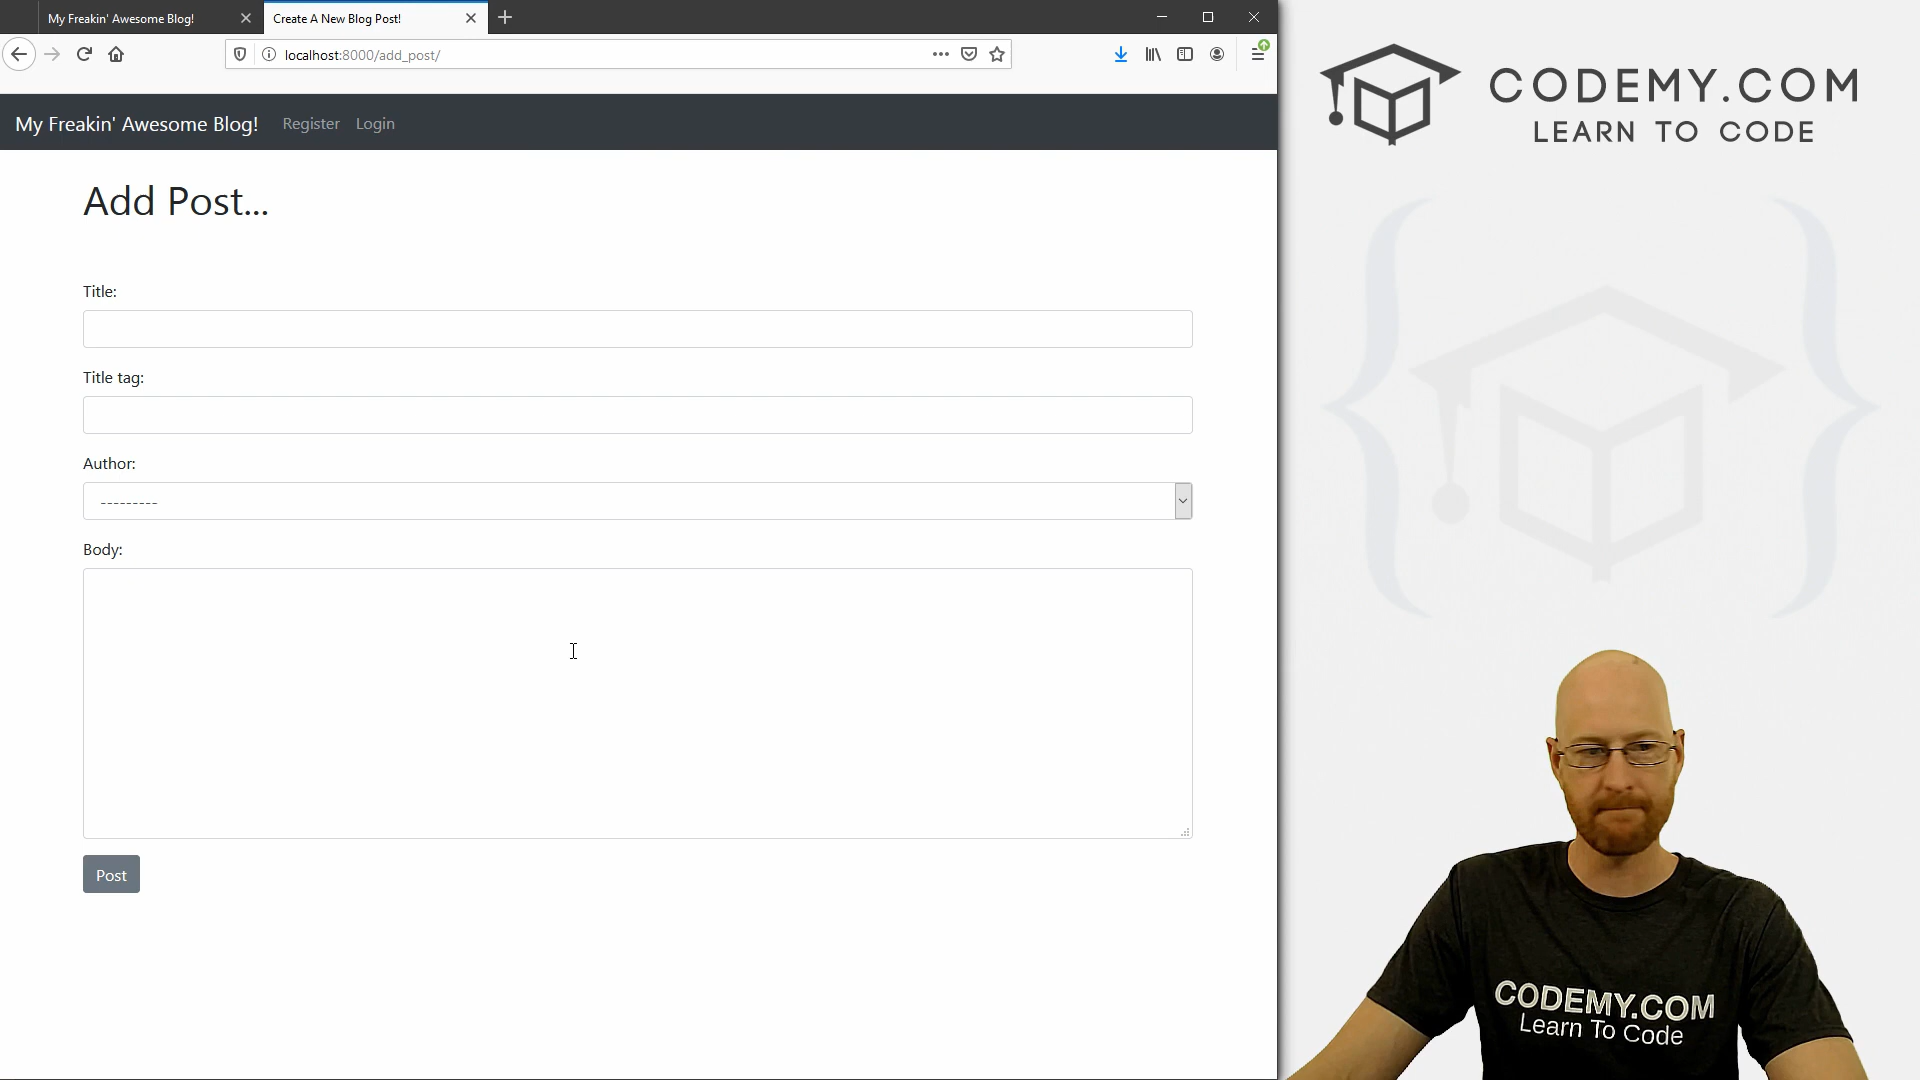 My Freakin' Awesome Blog!
Create A New Blog Post!
localhost:8000/add_post/
My Freakin' Awesome Blog!
Register
Login
Add Post...
Title:
Title tag:
Author:
---------
Body:
Post
CODEMY.COM
LEARN TO CODE
CODEMY.COM
Learn To Code